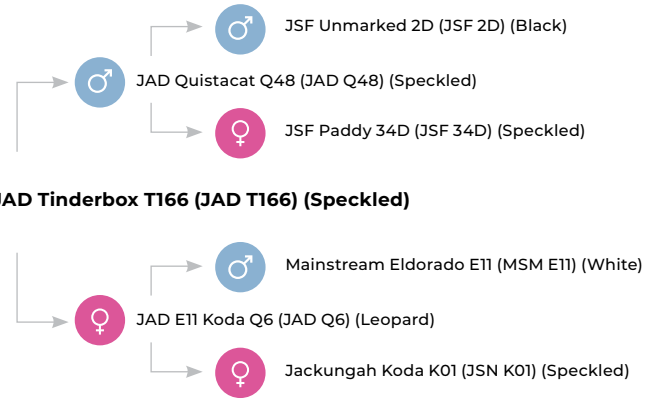 JSF Unmarked 2D (JSF 2D) (Black)
JAD Quistacat Q48 (JAD Q48) (Speckled)
JSF Paddy 34D (JSF 34D) (Speckled)
JAD Tinderbox T166 (JAD T166) (Speckled)
Mainstream Eldorado E11 (MSM E11) (White)
JAD E11 Koda Q6 (JAD Q6) (Leopard)
Jackungah Koda K01 (JSN K01) (Speckled)